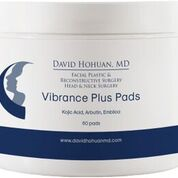 DAVID HOHUAN, MD
FACIAL PLASTIC &
RECONSTRUCTIVE SURGERY
HEAD & NECK SURGERY
Vibrance Plus Pads
Kojic Acid, Arbutin, Emblica
60 pads
www.davidhohuanmd.com